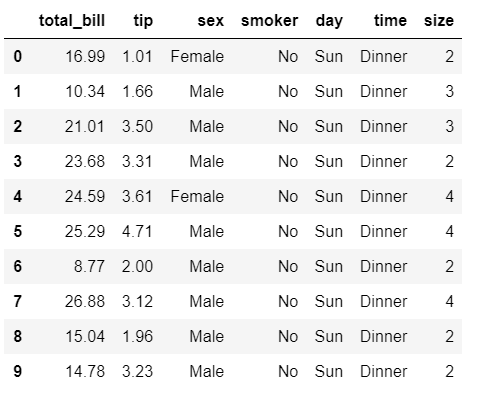 total_bill tip sex smoker day time size
0 16.99 1.01 Female No Sun Dinner 2
1 10.34 1.66 Male No Sun Dinner 3
2 21.01 3.50 Male No Sun Dinner 3
3 23.68 3.31 Male No Sun Dinner 2
4 24.59 3.61 Female No Sun Dinner 4
5 25.29 4.71 Male No Sun Dinner 4
6 8.77 2.00 Male No Sun Dinner 2
7 26.88 3.12 Male No Sun Dinner 4
8 15.04 1.96 Male No Sun Dinner 2
9 14.78 3.23 Male No Sun Dinner 2